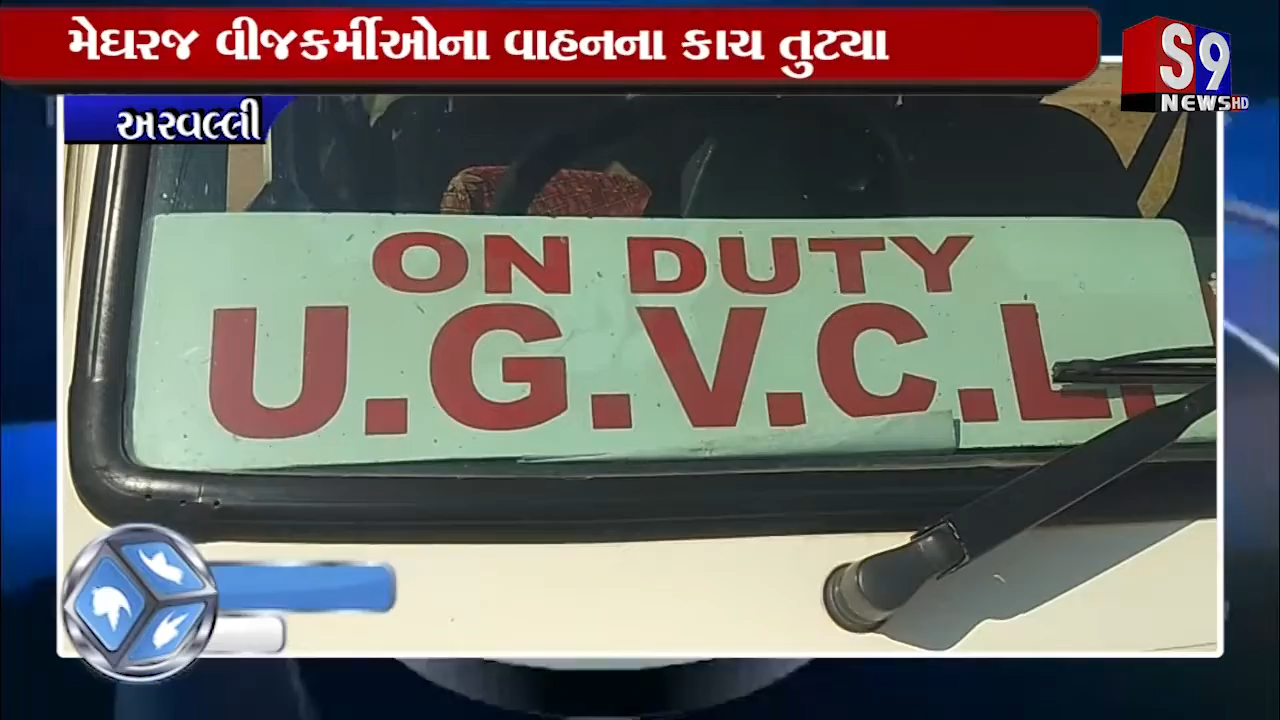 મેઘરજ વીજકર્મીઓના વાહનના કાચ તુટ્યા
S9
NEWS HD
અરવલ્લી
ON DUTY
U.G.V.C.L.